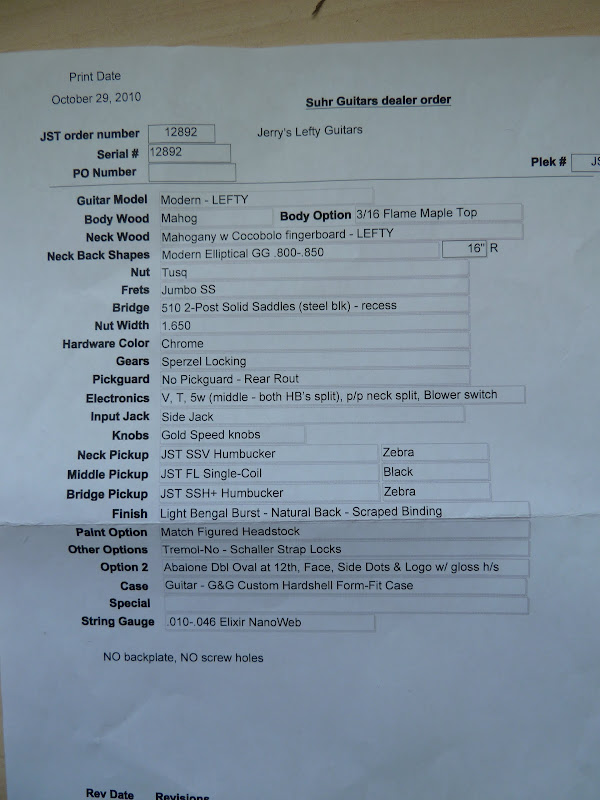 Print Date
October 29, 2010
Suhr Guitars dealer order
JST order number 12892 Jerry's Lefty Guitars
Serial # 12892
PO Number
Plek # JS
Guitar Model Modern - LEFTY
Body Wood Mahog Body Option 3/16 Flame Maple Top
Neck Wood Mahogany w Cocobolo fingerboard - LEFTY
Neck Back Shapes Modern Elliptical GG .800-.850 16" R
Nut Tusq
Frets Jumbo SS
Bridge 510 2-Post Solid Saddles (steel blk) - recess
Nut Width 1.650
Hardware Color Chrome
Gears Sperzel Locking
Pickguard No Pickguard - Rear Rout
Electronics V, T, 5w (middle - both HB's split), p/p neck split, Blower switch
Input Jack Side Jack
Knobs Gold Speed knobs
Neck Pickup JST SSV Humbucker Zebra
Middle Pickup JST FL Single-Coil Black
Bridge Pickup JST SSH+ Humbucker Zebra
Finish Light Bengal Burst - Natural Back - Scraped Binding
Paint Option Match Figured Headstock
Other Options Tremol-No - Schaller Strap Locks
Option 2 Abalone Dbl Oval at 12th, Face, Side Dots & Logo w/ gloss h/s
Case Guitar - G&G Custom Hardshell Form-Fit Case
Special
String Gauge .010-.046 Elixir NanoWeb
NO backplate, NO screw holes
Rev Date Revisions